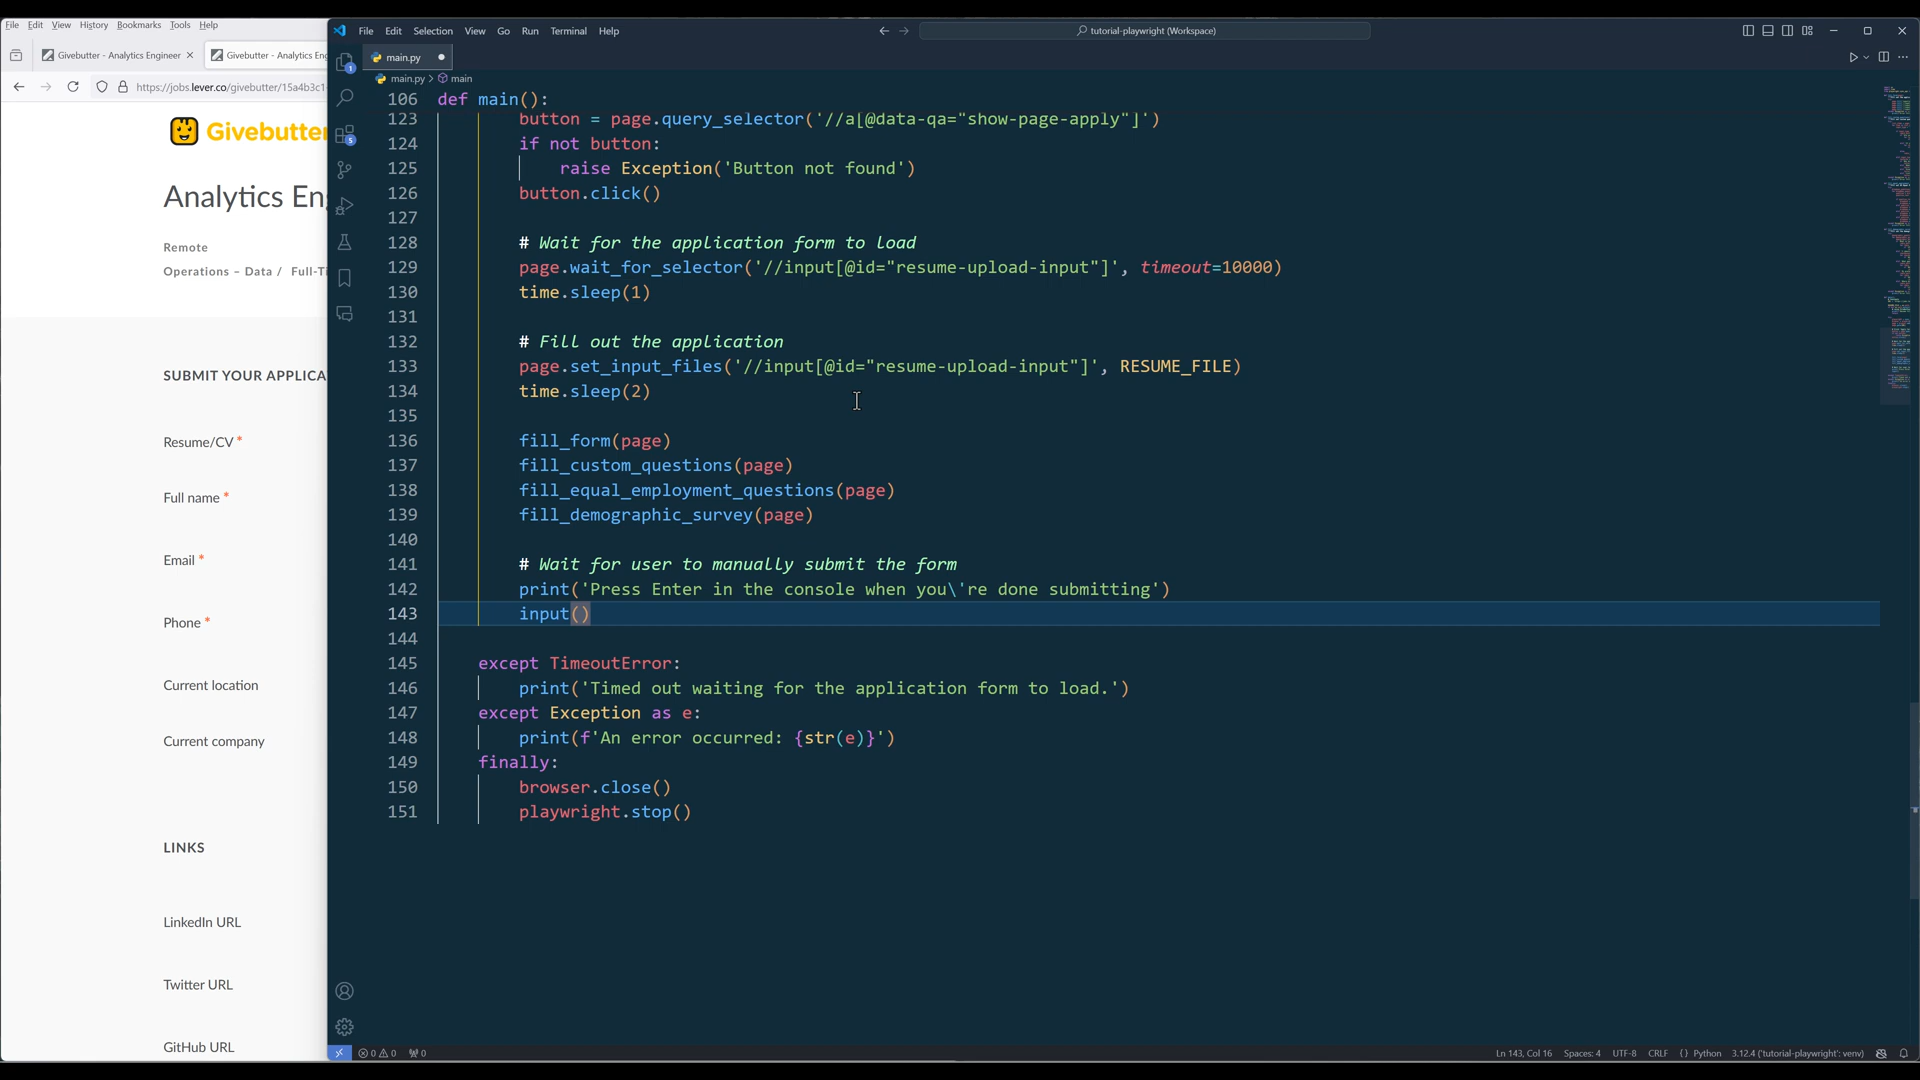 File Edit View History Bookmarks Tools Help
Givebutter - Analytics Engineer
Givebutter - Analytics Eng
https://jobs.lever.co/givebutter/15a4b3c1
Givebutter
Analytics En
Remote
Operations – Data / Full-Ti
SUBMIT YOUR APPLICA
Resume/CV *
Full name *
Email *
Phone *
Current location
Current company
LINKS
LinkedIn URL
Twitter URL
GitHub URL
File Edit Selection View Go Run Terminal Help
tutorial-playwright (Workspace)
main.py
main.py > main
106 def main():
123 button = page.query_selector('//a[@data-qa="show-page-apply"]')
124 if not button:
125 raise Exception('Button not found')
126 button.click()
127
128 # Wait for the application form to load
129 page.wait_for_selector('//input[@id="resume-upload-input"]', timeout=10000)
130 time.sleep(1)
131
132 # Fill out the application
133 page.set_input_files('//input[@id="resume-upload-input"]', RESUME_FILE)
134 time.sleep(2)
135
136 fill_form(page)
137 fill_custom_questions(page)
138 fill_equal_employment_questions(page)
139 fill_demographic_survey(page)
140
141 # Wait for user to manually submit the form
142 print('Press Enter in the console when you\'re done submitting')
143 input()
144
145 except TimeoutError:
146 print('Timed out waiting for the application form to load.')
147 except Exception as e:
148 print(f'An error occurred: {str(e)}')
149 finally:
150 browser.close()
151 playwright.stop()
0 0 0
Ln 143, Col 16 Spaces: 4 UTF-8 CRLF {} Python 3.12.4 ('tutorial-playwright': venv)